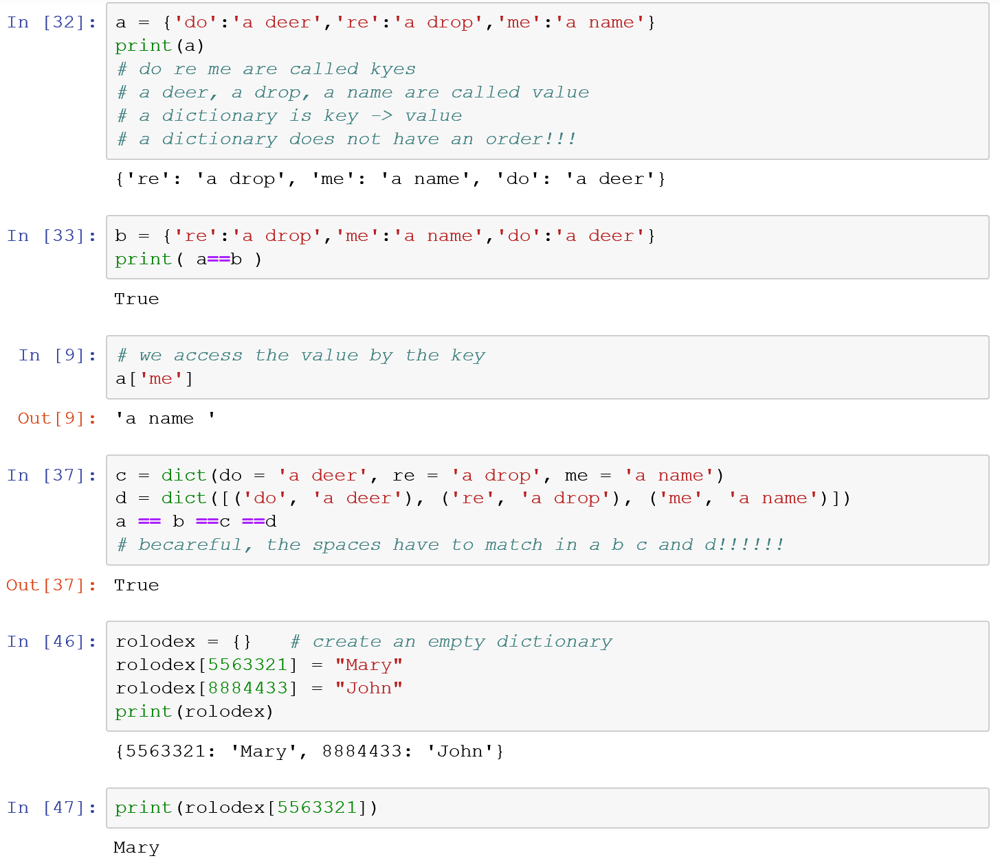 In [32]: a = {'do':'a deer','re':'a drop','me':'a name'}
print(a)
# do re me are called kyes
# a deer, a drop, a name are called value
# a dictionary is key -> value
# a dictionary does not have an order!!!
{'re': 'a drop', 'me': 'a name', 'do': 'a deer'}
In [33]: b = {'re':'a drop','me':'a name','do':'a deer'}
print( a==b )
True
In [9]: # we access the value by the key
a['me']
Out[9]: 'a name '
In [37]: c = dict(do = 'a deer', re = 'a drop', me = 'a name')
d = dict([('do', 'a deer'), ('re', 'a drop'), ('me', 'a name')])
a == b ==c ==d
# becareful, the spaces have to match in a b c and d!!!!!!
Out[37]: True
In [46]: rolodex = {}   # create an empty dictionary
rolodex[5563321] = "Mary"
rolodex[8884433] = "John"
print(rolodex)
{5563321: 'Mary', 8884433: 'John'}
In [47]: print(rolodex[5563321])
Mary